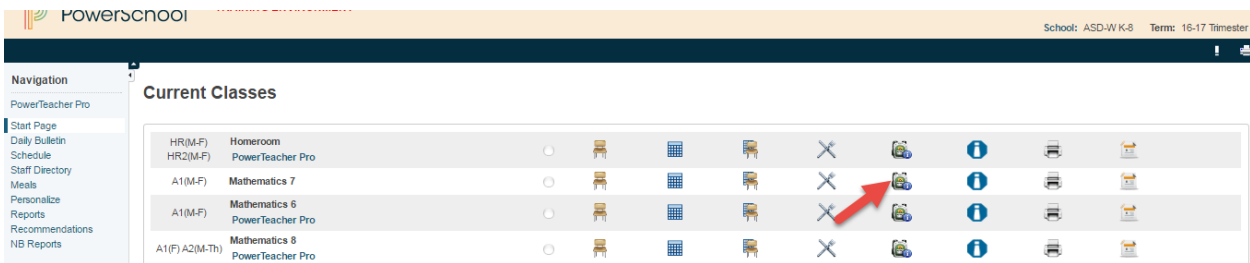 PowerSchool
TRAINING ENVIRONMENT
School: ASD-W K-8 Term: 16-17 Trimester
Navigation
PowerTeacher Pro
Start Page
Daily Bulletin
Schedule
Staff Directory
Meals
Personalize
Reports
Recommendations
NB Reports
Current Classes
HR(M-F) Homeroom
HR2(M-F) PowerTeacher Pro
A1(M-F) Mathematics 7
A1(M-F) Mathematics 6
PowerTeacher Pro
A1(F) A2(M-Th) Mathematics 8
PowerTeacher Pro